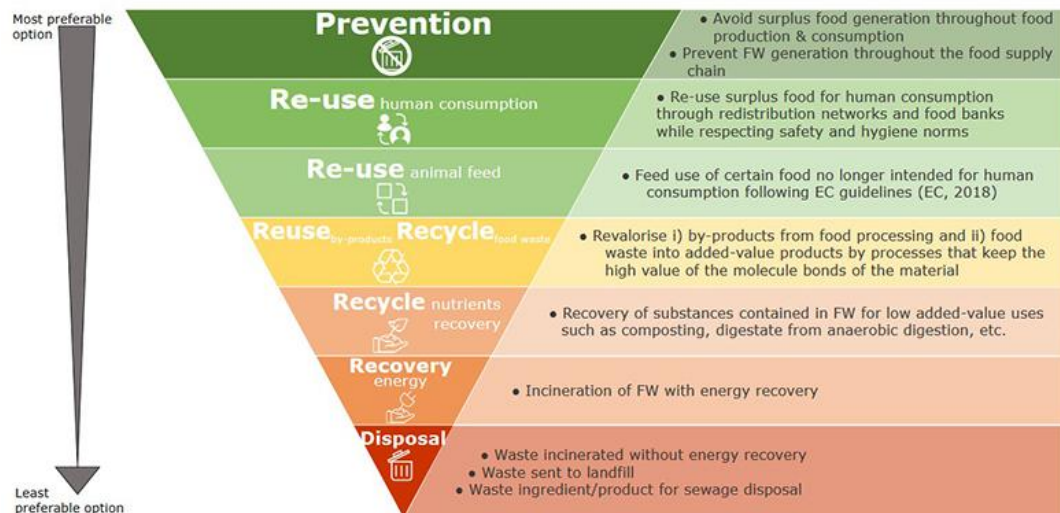 Most preferable
option
Prevention
● Avoid surplus food generation throughout food
production & consumption
● Prevent FW generation throughout the food supply
chain
Re-use human consumption
● Re-use surplus food for human consumption
through redistribution networks and food banks
while respecting safety and hygiene norms
Re-use animal feed
● Feed use of certain food no longer intended for human
consumption following EC guidelines (EC, 2018)
Reuse by-products Recycle food waste
● Revalorise i) by-products from food processing and ii) food
waste into added-value products by processes that keep the
high value of the molecule bonds of the material
Recycle nutrients
recovery
● Recovery of substances contained in FW for low added-value uses
such as composting, digestate from anaerobic digestion, etc.
Recovery
energy
● Incineration of FW with energy recovery
Disposal
● Waste incinerated without energy recovery
● Waste sent to landfill
● Waste ingredient/product for sewage disposal
Least
preferable option